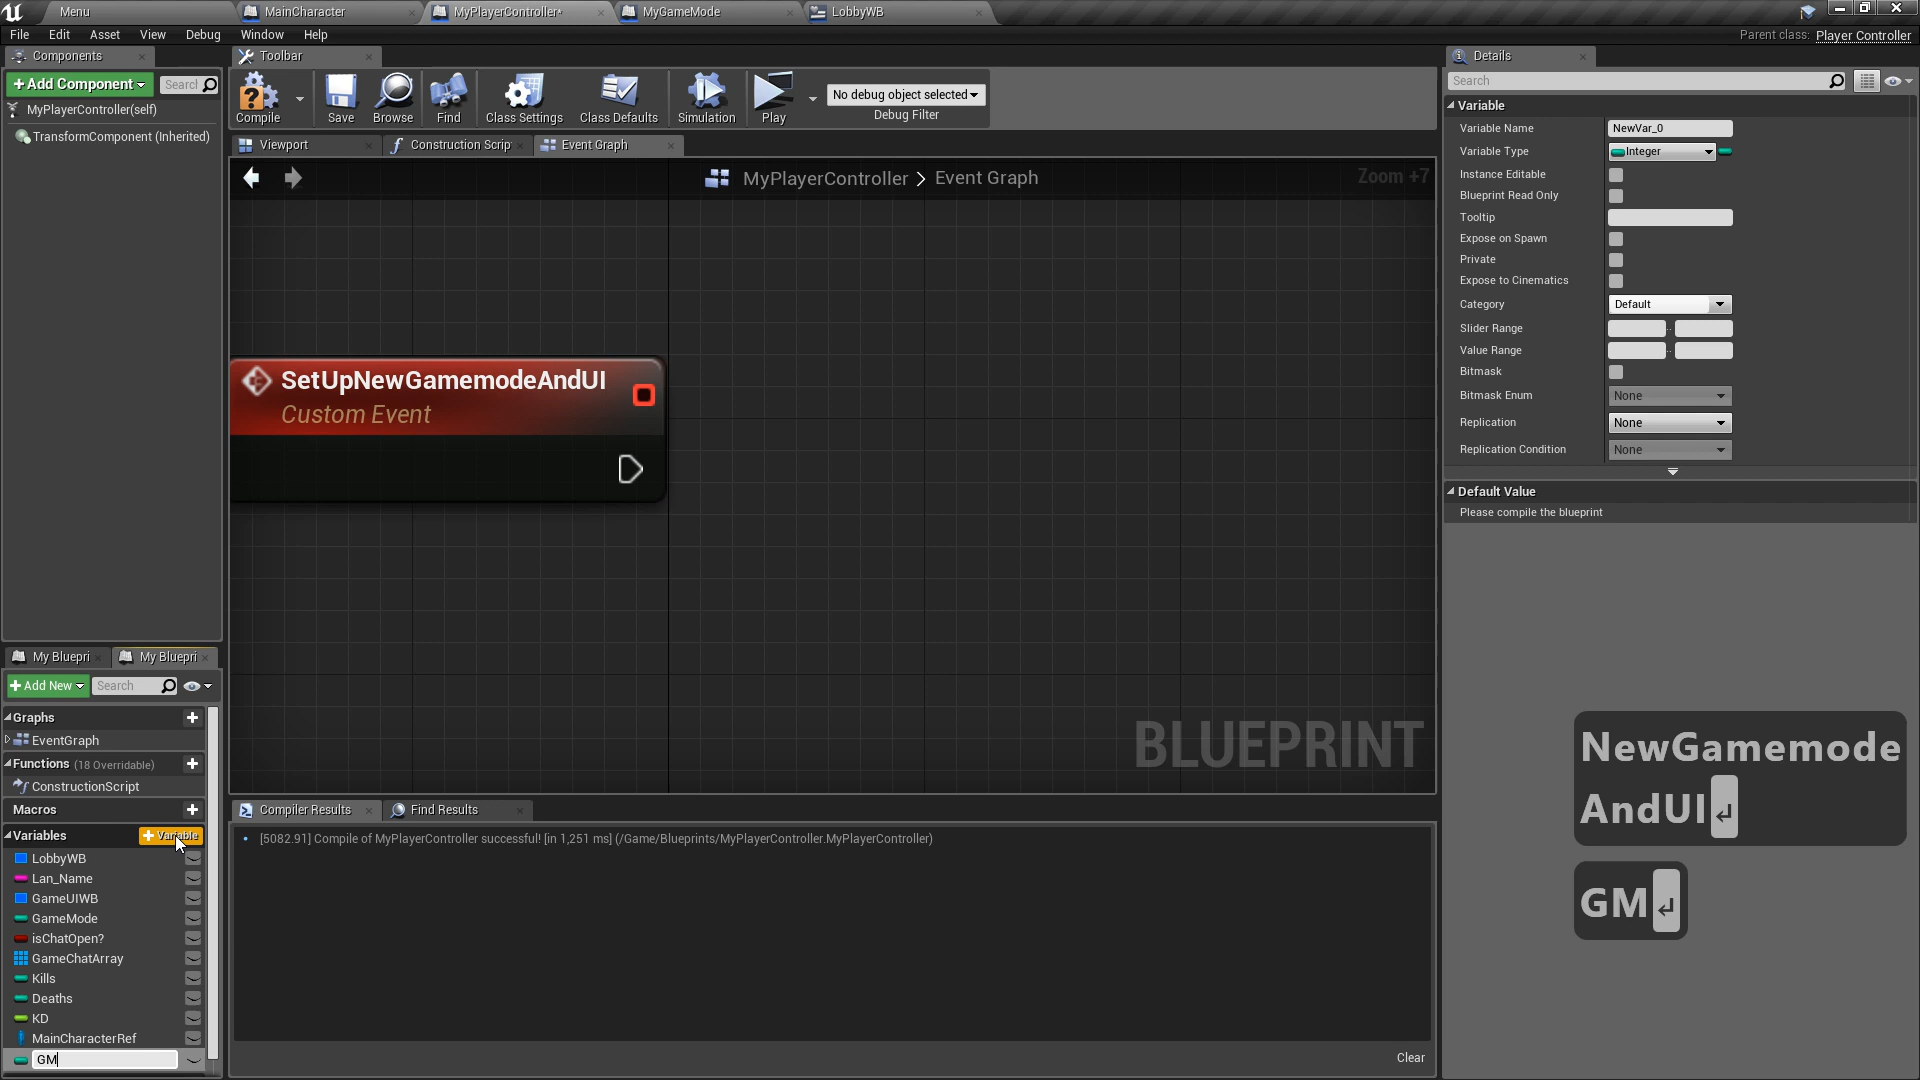 Menu
MainCharacter
MyPlayerController*
MyGameMode
LobbyWB
File Edit Asset View Debug Window Help
Parent class: Player Controller
Components
Toolbar
Details
+Add Component
Search
Compile
Save
Browse
Find
Class Settings
Class Defaults
Simulation
Play
No debug object selected
Debug Filter
Search
MyPlayerController(self)
TransformComponent (Inherited)
Viewport
Construction Scrip
Event Graph
MyPlayerController > Event Graph
Zoom +7
SetUpNewGamemodeAndUI
Custom Event
BLUEPRINT
Variable
Variable Name NewVar_0
Variable Type Integer
Instance Editable
Blueprint Read Only
Tooltip
Expose on Spawn
Private
Expose to Cinematics
Category Default
Slider Range
Value Range
Bitmask
Bitmask Enum None
Replication None
Replication Condition None
Default Value
Please compile the blueprint
NewGamemode
AndUI
GM
My Bluepri
My Bluepri
+Add New
Search
Graphs
EventGraph
Functions (18 Overridable)
ConstructionScript
Macros
Variables
+Variable
LobbyWB
Lan_Name
GameUIWB
GameMode
isChatOpen?
GameChatArray
Kills
Deaths
KD
MainCharacterRef
GM
Compiler Results
Find Results
[5082.91] Compile of MyPlayerController successful! [in 1,251 ms] (/Game/Blueprints/MyPlayerController.MyPlayerController)
Clear